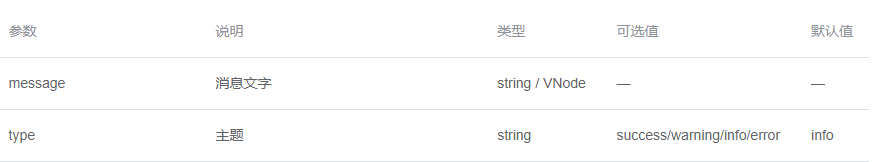 参数 说明 类型 可选值 默认值
message 消息文字 string / VNode — —
type 主题 string success/warning/info/error info